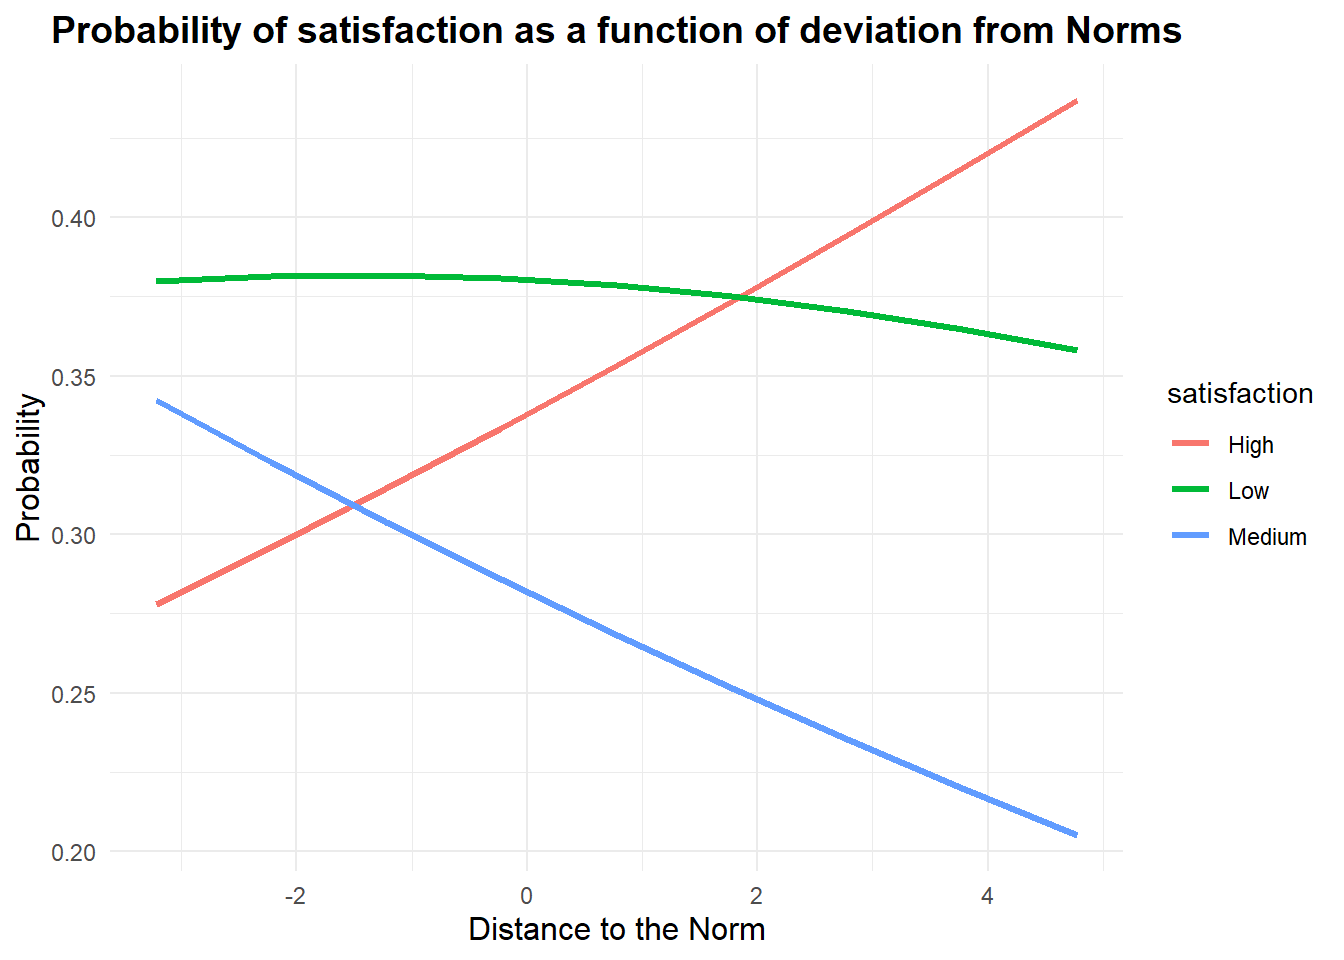 Probability of satisfaction as a function of deviation from Norms
0.40
0.35
0.30
0.25
0.20
Probability
-2 0 2 4
Distance to the Norm
satisfaction
High
Low
Medium